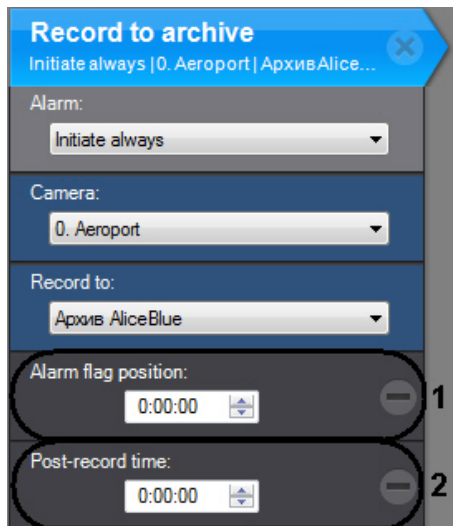 Record to archive
Initiate always | 0. Aeroport | Архив Alice...
Alarm:
Initiate always
Camera:
0. Aeroport
Record to:
Архив AliceBlue
Alarm flag position:
0:00:00
1
Post-record time:
0:00:00
2